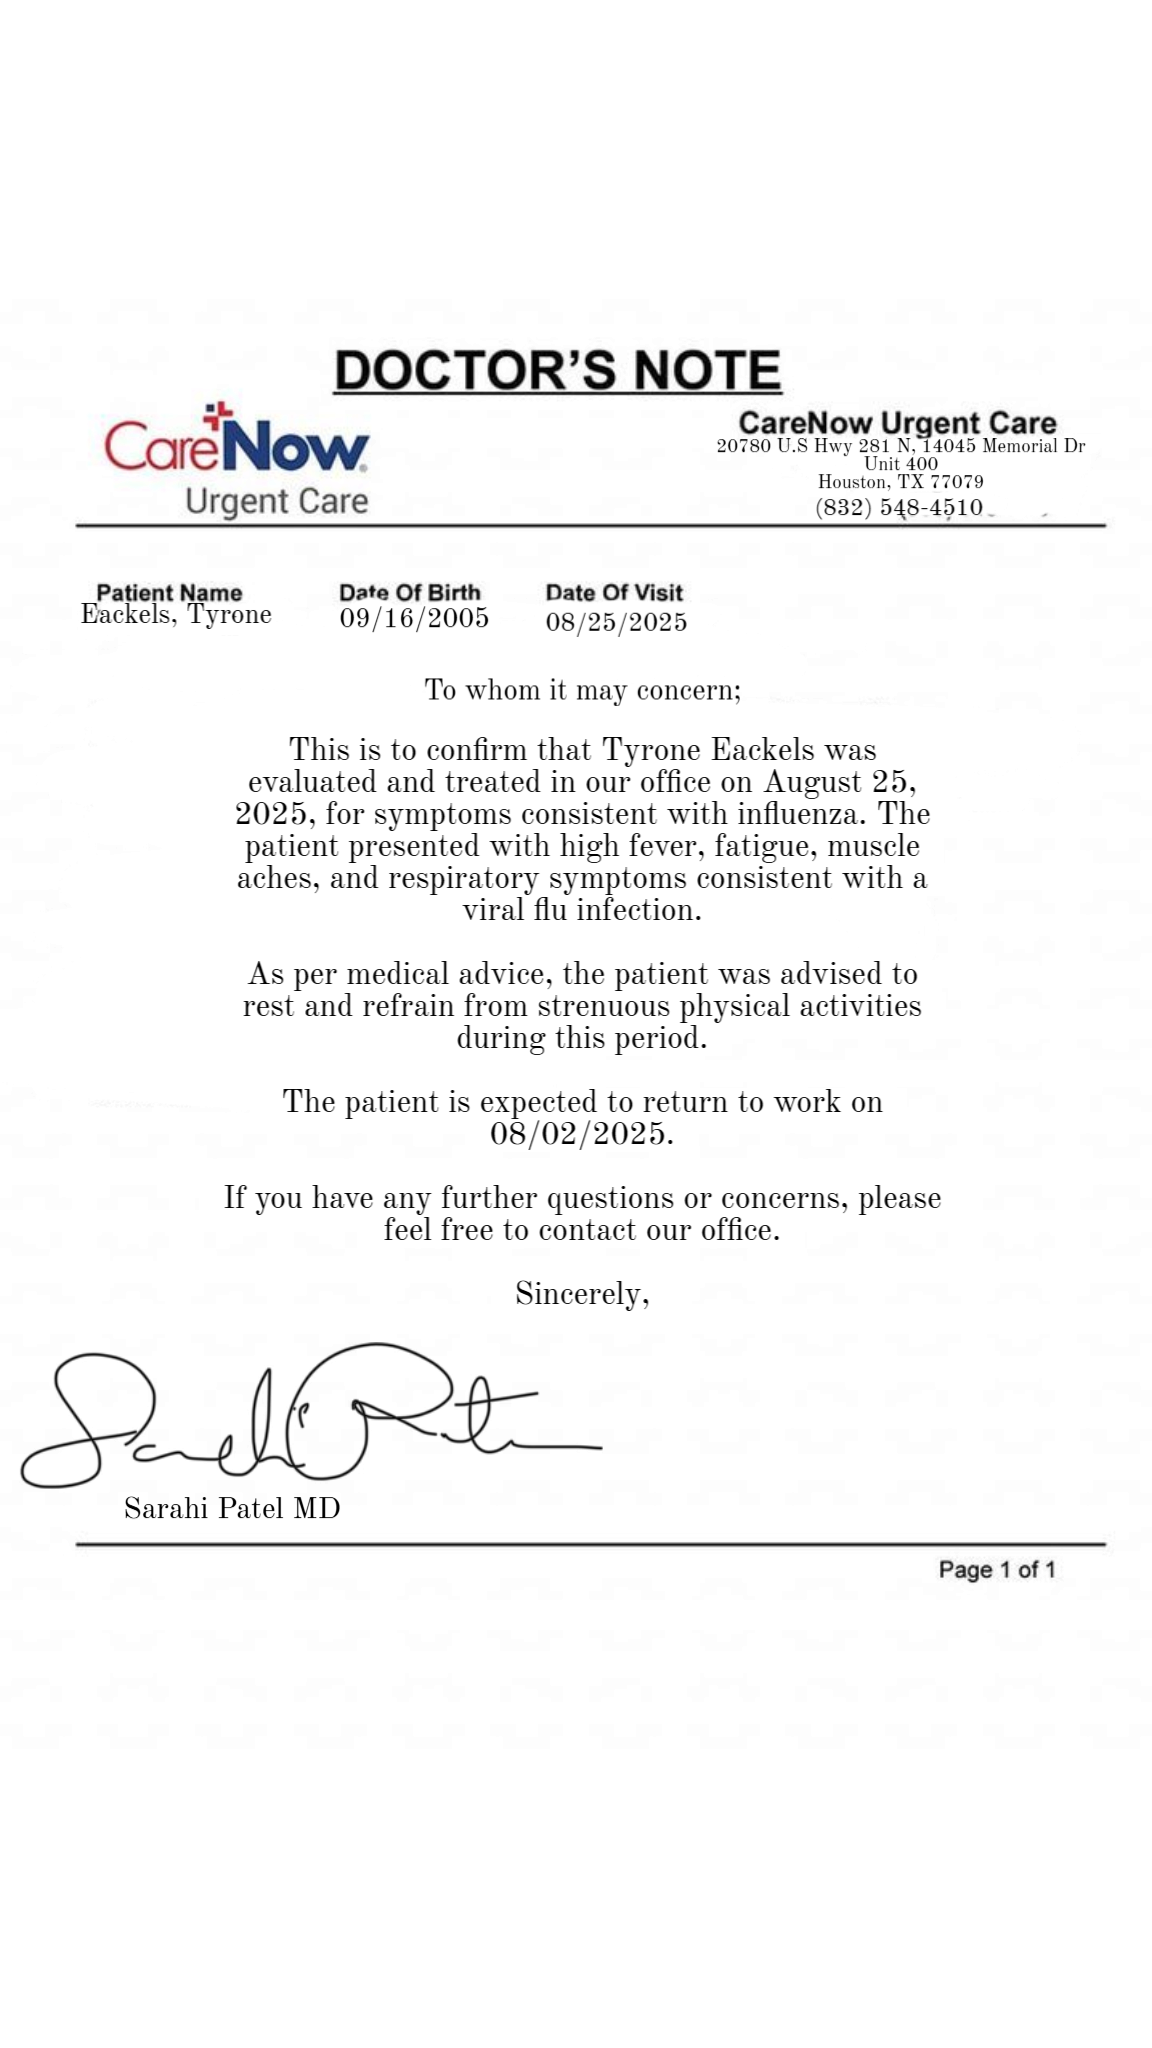 DOCTOR'S NOTE
CareNow
Urgent Care
CareNow Urgent Care
20780 U.S Hwy 281 N, 14045 Memorial Dr
Unit 400
Houston, TX 77079
(832) 548-4510
Patient Name Date Of Birth Date Of Visit
Eackels, Tyrone 09/16/2005 08/25/2025
To whom it may concern;
This is to confirm that Tyrone Eackels was
evaluated and treated in our office on August 25,
2025, for symptoms consistent with influenza. The
patient presented with high fever, fatigue, muscle
aches, and respiratory symptoms consistent with a
viral flu infection.
As per medical advice, the patient was advised to
rest and refrain from strenuous physical activities
during this period.
The patient is expected to return to work on
08/02/2025.
If you have any further questions or concerns, please
feel free to contact our office.
Sincerely,
Sarahi Patel MD
Page 1 of 1